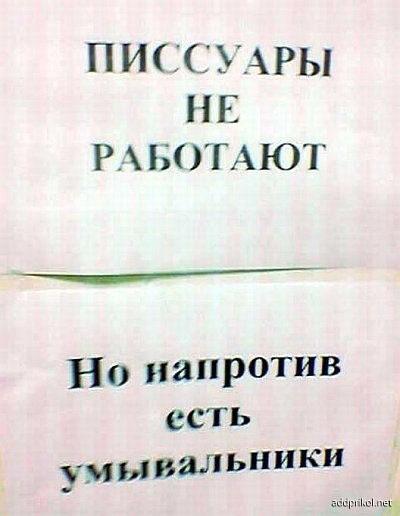 ПИССУАРЫ
НЕ
РАБОТАЮТ
Но напротив
есть
умывальники
addprikol.net